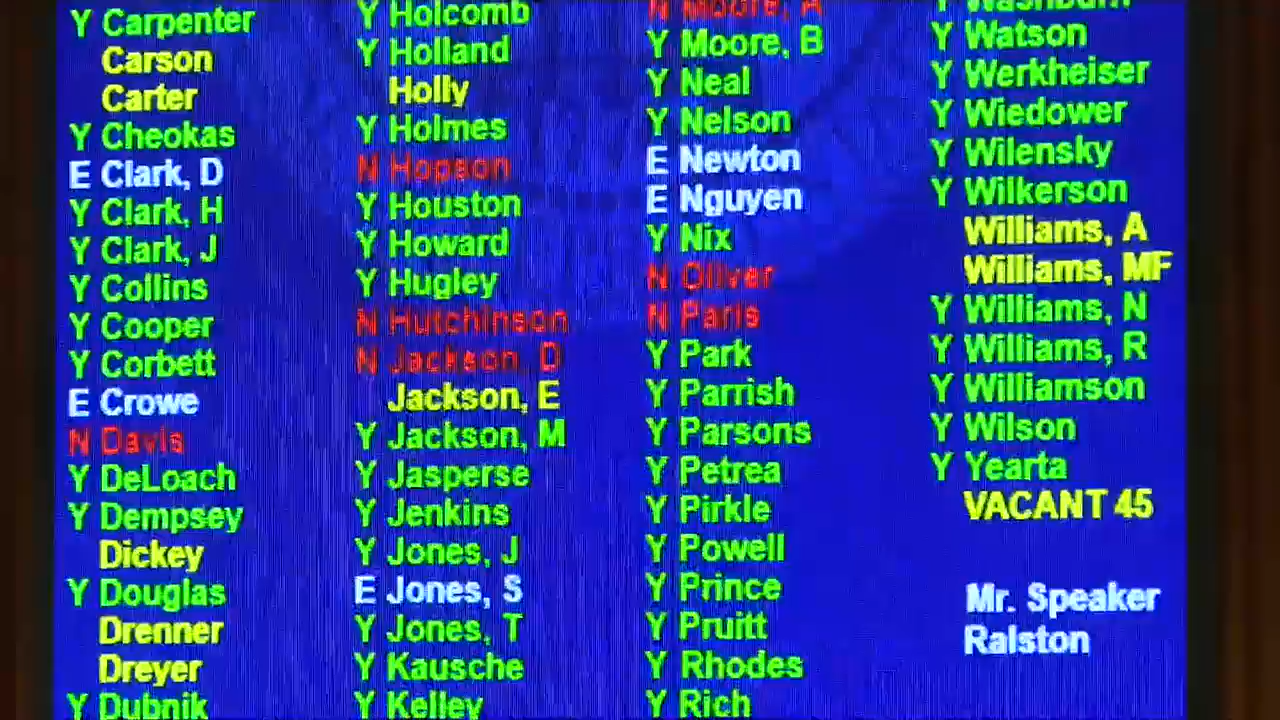 Y Carpenter
Carson
Carter
Y Cheokas
E Clark, D
Y Clark, H
Y Clark, J
Y Collins
Y Cooper
Y Corbett
E Crowe
N Davis
Y DeLoach
Y Dempsey
Dickey
Y Douglas
Drenner
Dreyer
Y Dubnik
Y Holcomb
Y Holland
Holly
Y Holmes
N Hopson
Y Houston
Y Howard
Y Hugley
N Hutchinson
N Jackson, D
Jackson, E
Y Jackson, M
Y Jasperse
Y Jenkins
Y Jones, J
E Jones, S
Y Jones, T
Y Kausche
Y Kelley
N Moore, A
Y Moore, B
Y Neal
Y Nelson
E Newton
E Nguyen
Y Nix
N Oliver
N Paris
Y Park
Y Parrish
Y Parsons
Y Petrea
Y Pirkle
Y Powell
Y Prince
Y Pruitt
Y Rhodes
Y Rich
Y Washburn
Y Watson
Y Werkheiser
Y Wiedower
Y Wilensky
Y Wilkerson
Williams, A
Williams, MF
Y Williams, N
Y Williams, R
Y Williamson
Y Wilson
Y Yearta
VACANT 45
Mr. Speaker
Ralston